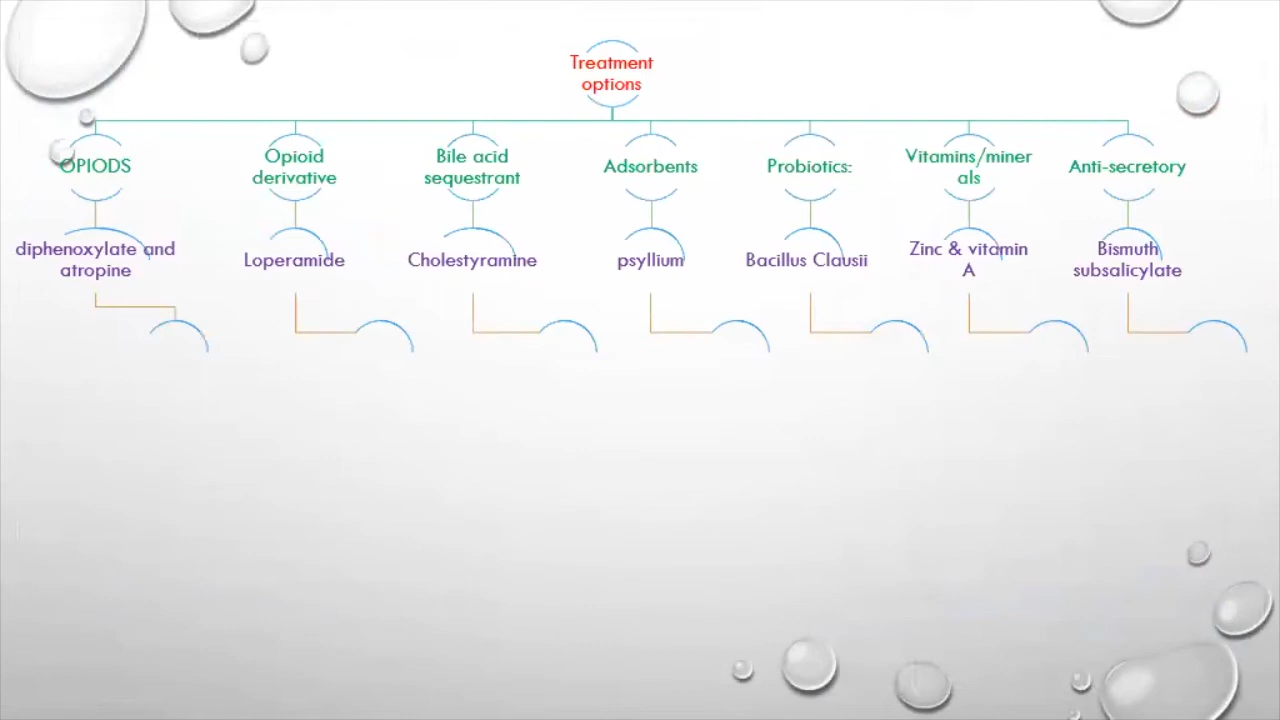 Treatment
options
OPIODS
Opioid
derivative
Bile acid
sequestrant
Adsorbents
Probiotics:
Vitamins/miner
als
Anti-secretory
diphenoxylate and
atropine
Loperamide
Cholestyramine
psyllium
Bacillus Clausii
Zinc & vitamin
A
Bismuth
subsalicylate